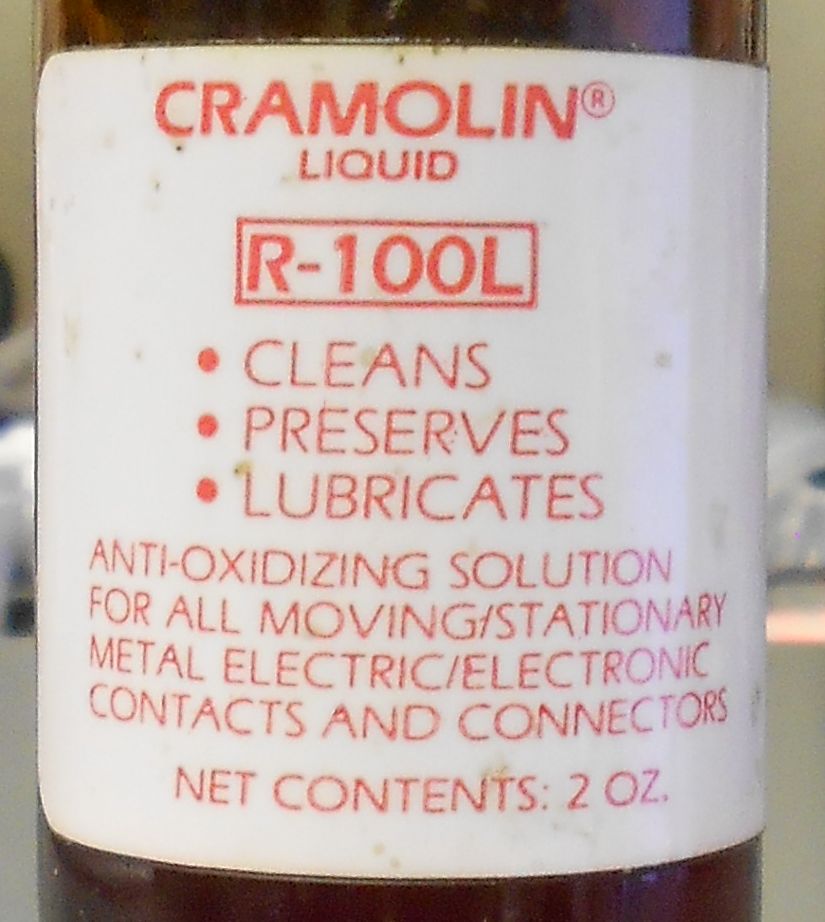 CRAMOLIN®
LIQUID
R-100L
• CLEANS
• PRESERVES
• LUBRICATES
ANTI-OXIDIZING SOLUTION
FOR ALL MOVING/STATIONARY
METAL ELECTRIC/ELECTRONIC
CONTACTS AND CONNECTORS
NET CONTENTS: 2 OZ.